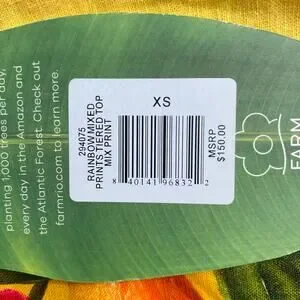 planting 1,000 trees per day,
every day, in the Amazon and
the Atlantic Forest. Check out
farmrio.com to learn more.
294075
RAINBOW MIXED
PRINTS TIERED TOP
MIX PRINT
XS
8 40141 96832 2
MSRP
$150.00
FARM